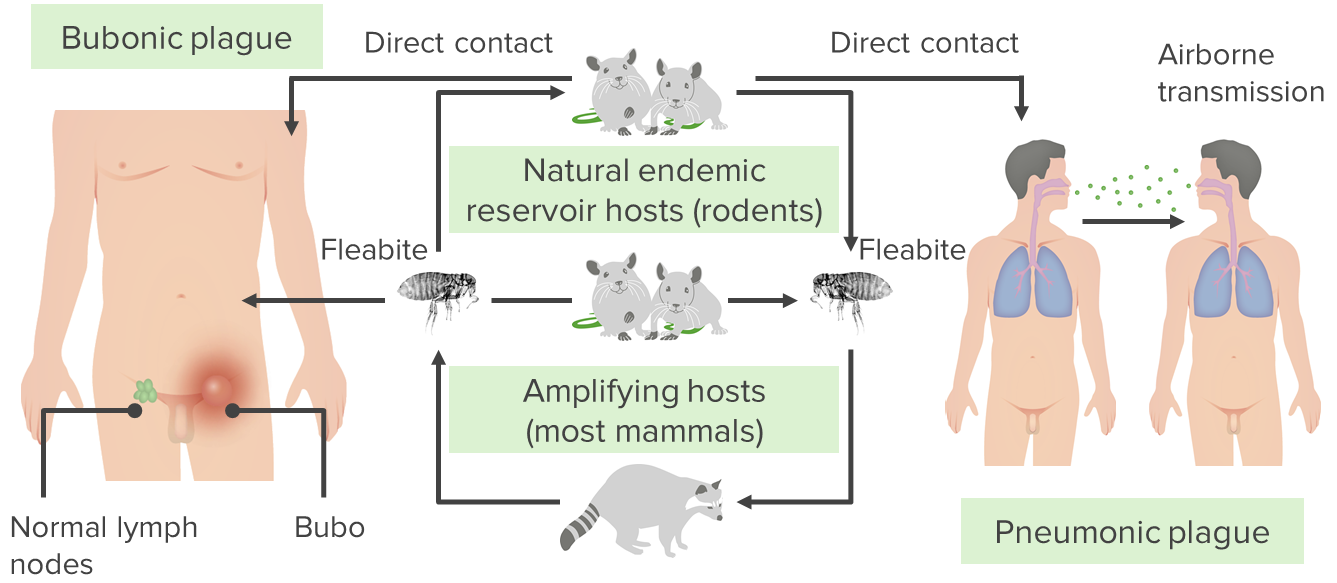 Bubonic plague
Direct contact
Direct contact
Airborne
transmission
Natural endemic
reservoir hosts (rodents)
Fleabite
Fleabite
Amplifying hosts
(most mammals)
Normal lymph
nodes
Bubo
Pneumonic plague